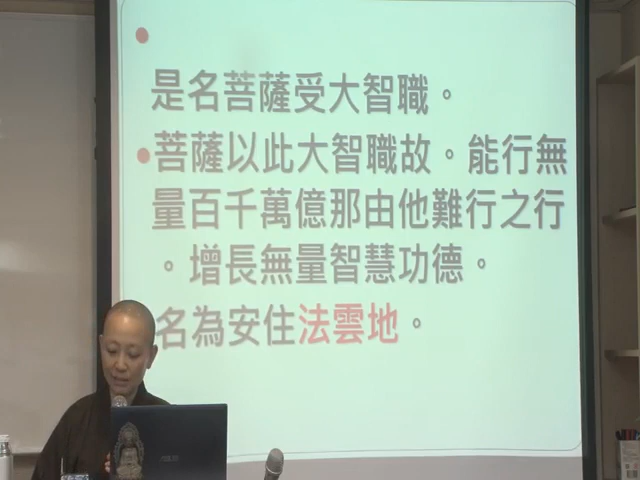 是名菩薩受大智職。
菩薩以此大智職故。能行無
量百千萬億那由他難行之行
。增長無量智慧功德。
名為安住法雲地。
ASUS